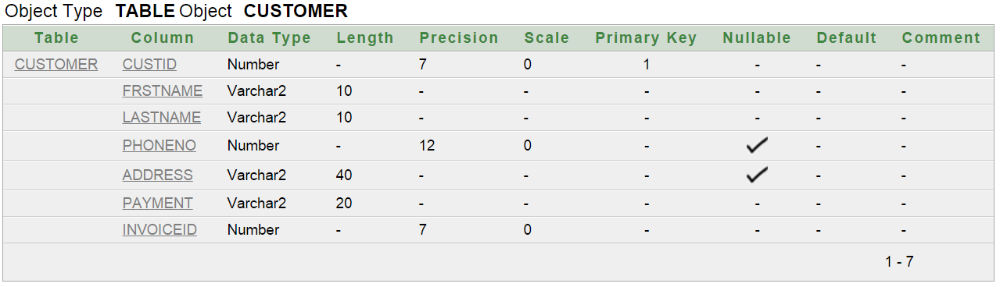 Object Type TABLE Object CUSTOMER
Table Column Data Type Length Precision Scale Primary Key Nullable Default Comment
CUSTOMER CUSTID Number - 7 0 1 - - -
FRSTNAME Varchar2 10 - - - - - -
LASTNAME Varchar2 10 - - - - - -
PHONENO Number - 12 0 - ✓ - -
ADDRESS Varchar2 40 - - - ✓ - -
PAYMENT Varchar2 20 - - - - - -
INVOICEID Number - 7 0 - - - -
1 - 7